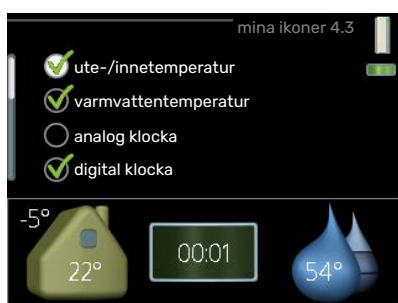 mina ikoner 4.3
ute-/innetemperatur
varmvattentemperatur
analog klocka
digital klocka
-5°
22°
00:01
54°